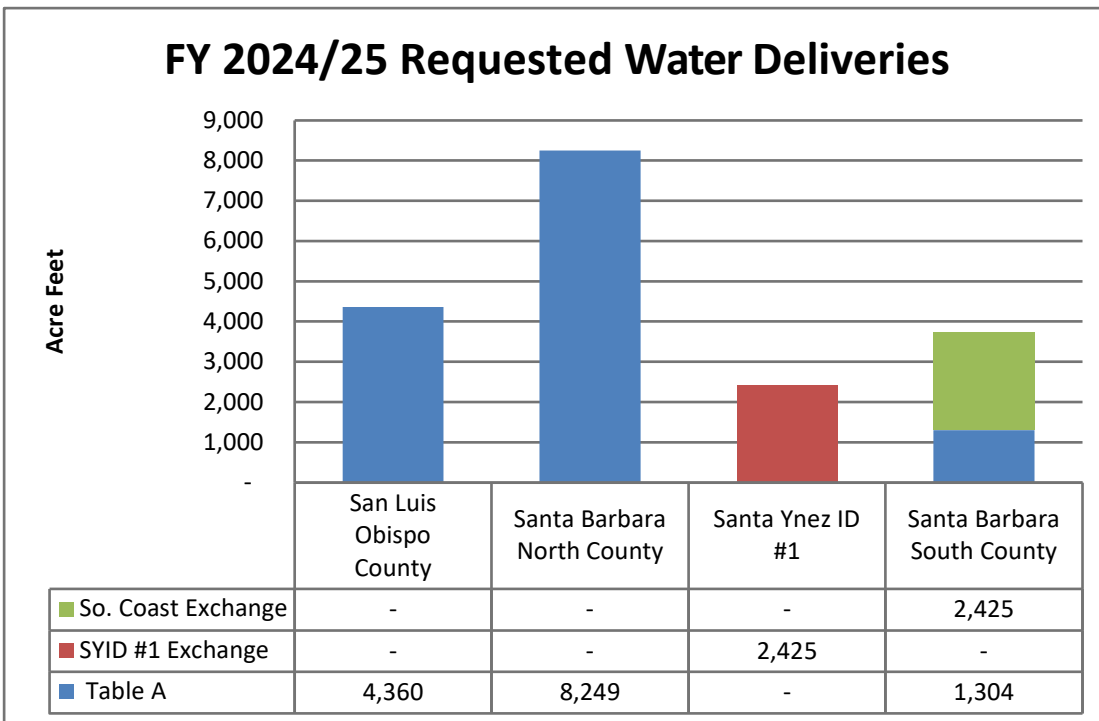 FY 2024/25 Requested Water Deliveries
Acre Feet
9,000
8,000
7,000
6,000
5,000
4,000
3,000
2,000
1,000
-
San Luis
Obispo
County
Santa Barbara
North County
Santa Ynez ID
#1
Santa Barbara
South County
So. Coast Exchange - - - 2,425
SYID #1 Exchange - - 2,425 -
Table A 4,360 8,249 - 1,304